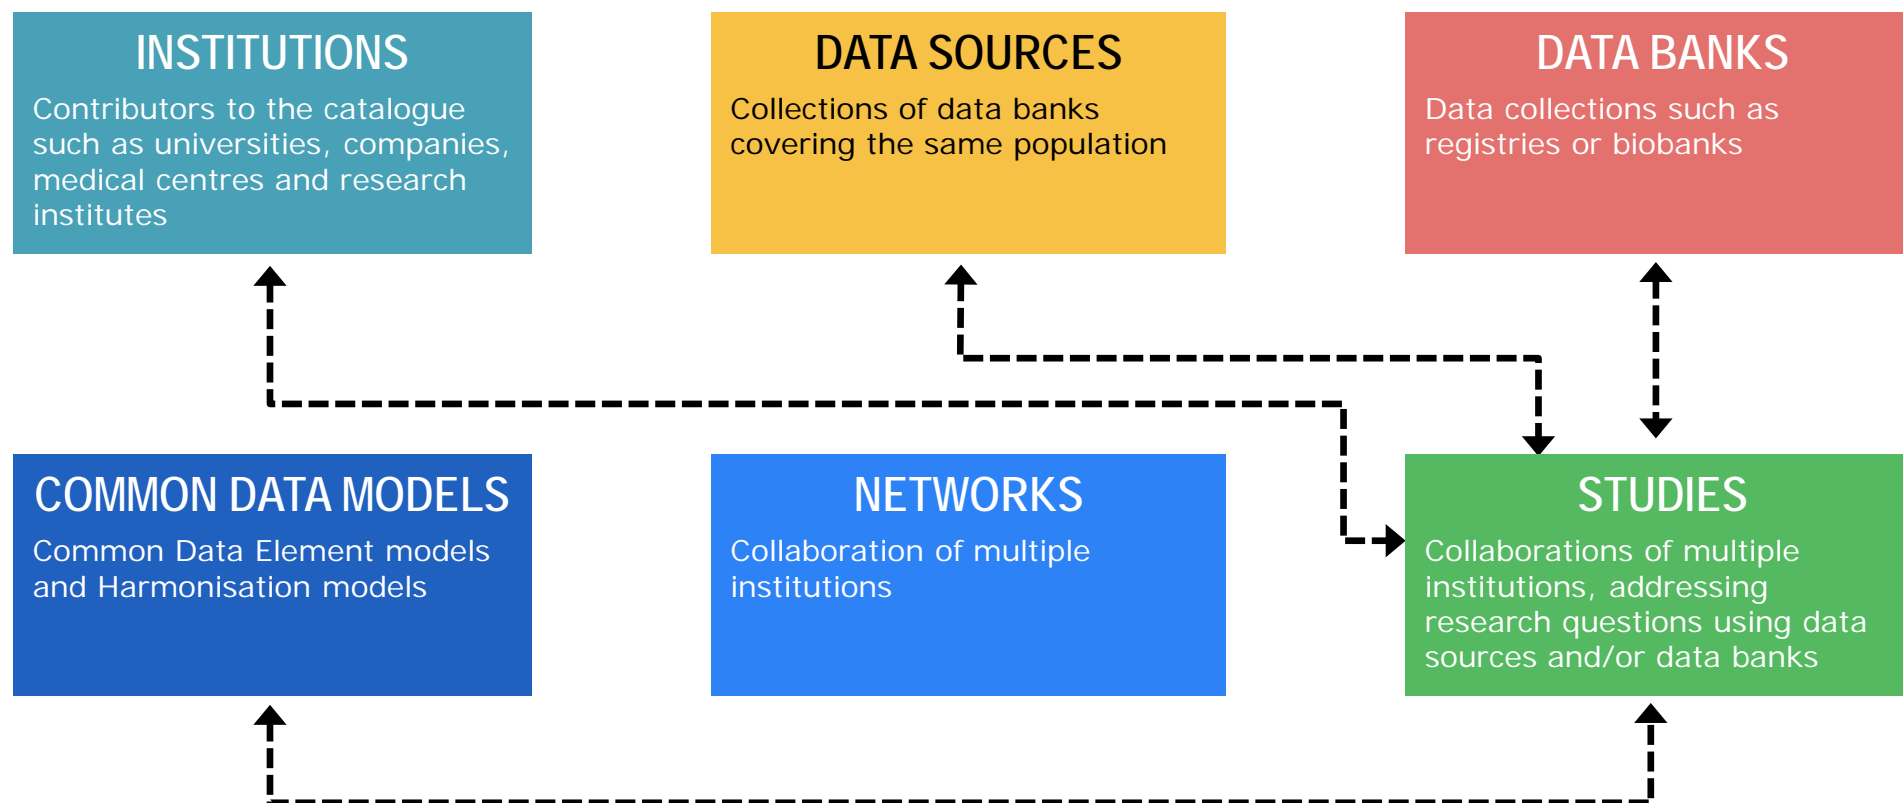 INSTITUTIONS
Contributors to the catalogue
such as universities, companies,
medical centres and research
institutes
DATA SOURCES
Collections of data banks
covering the same population
DATA BANKS
Data collections such as
registries or biobanks
COMMON DATA MODELS
Common Data Element models
and Harmonisation models
NETWORKS
Collaboration of multiple
institutions
STUDIES
Collaborations of multiple
institutions, addressing
research questions using data
sources and/or data banks